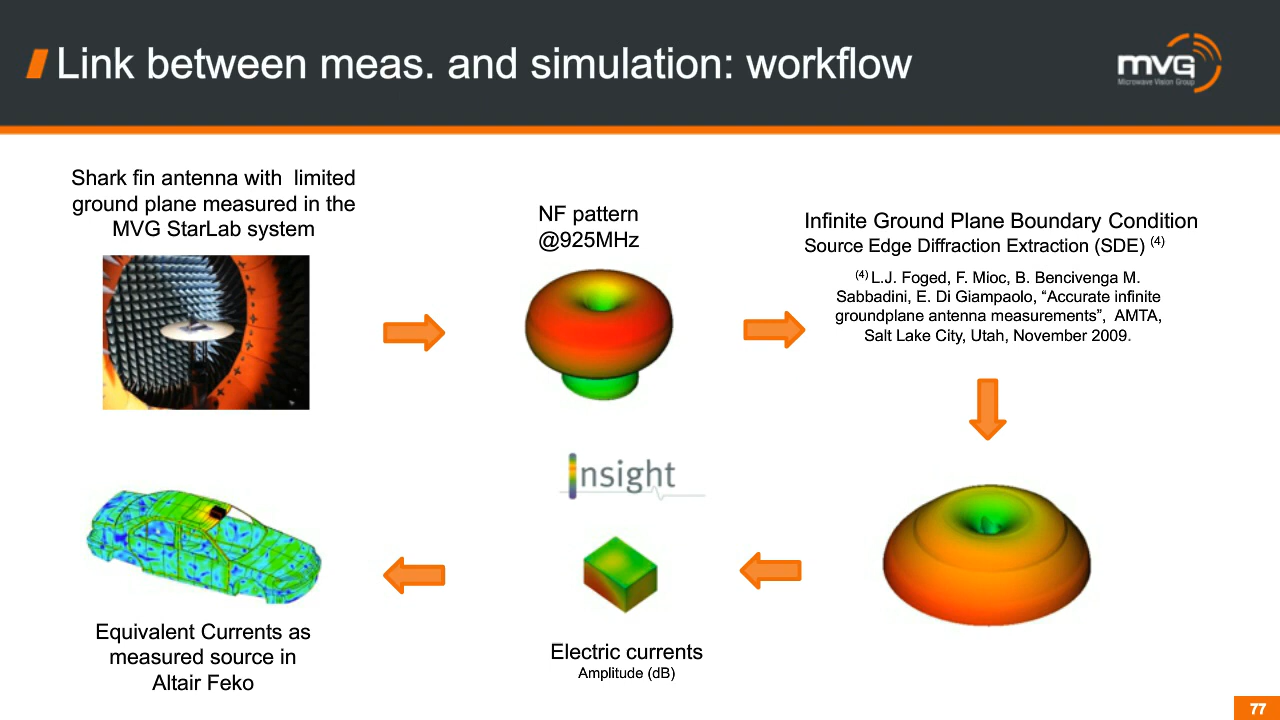 Link between meas. and simulation: workflow
mvg
Microwave Vision Group
Shark fin antenna with limited
ground plane measured in the
MVG StarLab system
NF pattern
@925MHz
Infinite Ground Plane Boundary Condition
Source Edge Diffraction Extraction (SDE) (4)
(4) L.J. Foged, F. Mioc, B. Bencivenga M.
Sabbadini, E. Di Giampaolo, “Accurate infinite
groundplane antenna measurements”, AMTA,
Salt Lake City, Utah, November 2009.
Insight
Equivalent Currents as
measured source in
Altair Feko
Electric currents
Amplitude (dB)
77